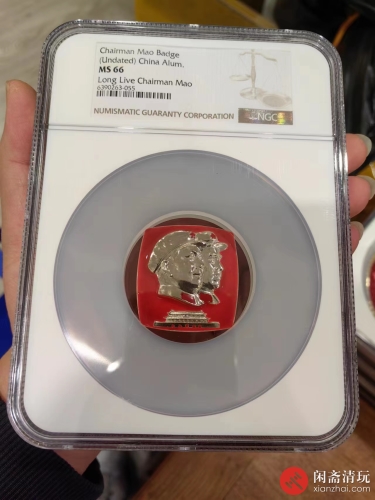 Chairman Mao Badge
(Undated) China Alum.
MS 66
Long Live Chairman Mao
6390263-055
NUMISMATIC GUARANTY CORPORATION
NGC
闲斋清玩
xianzhai.com